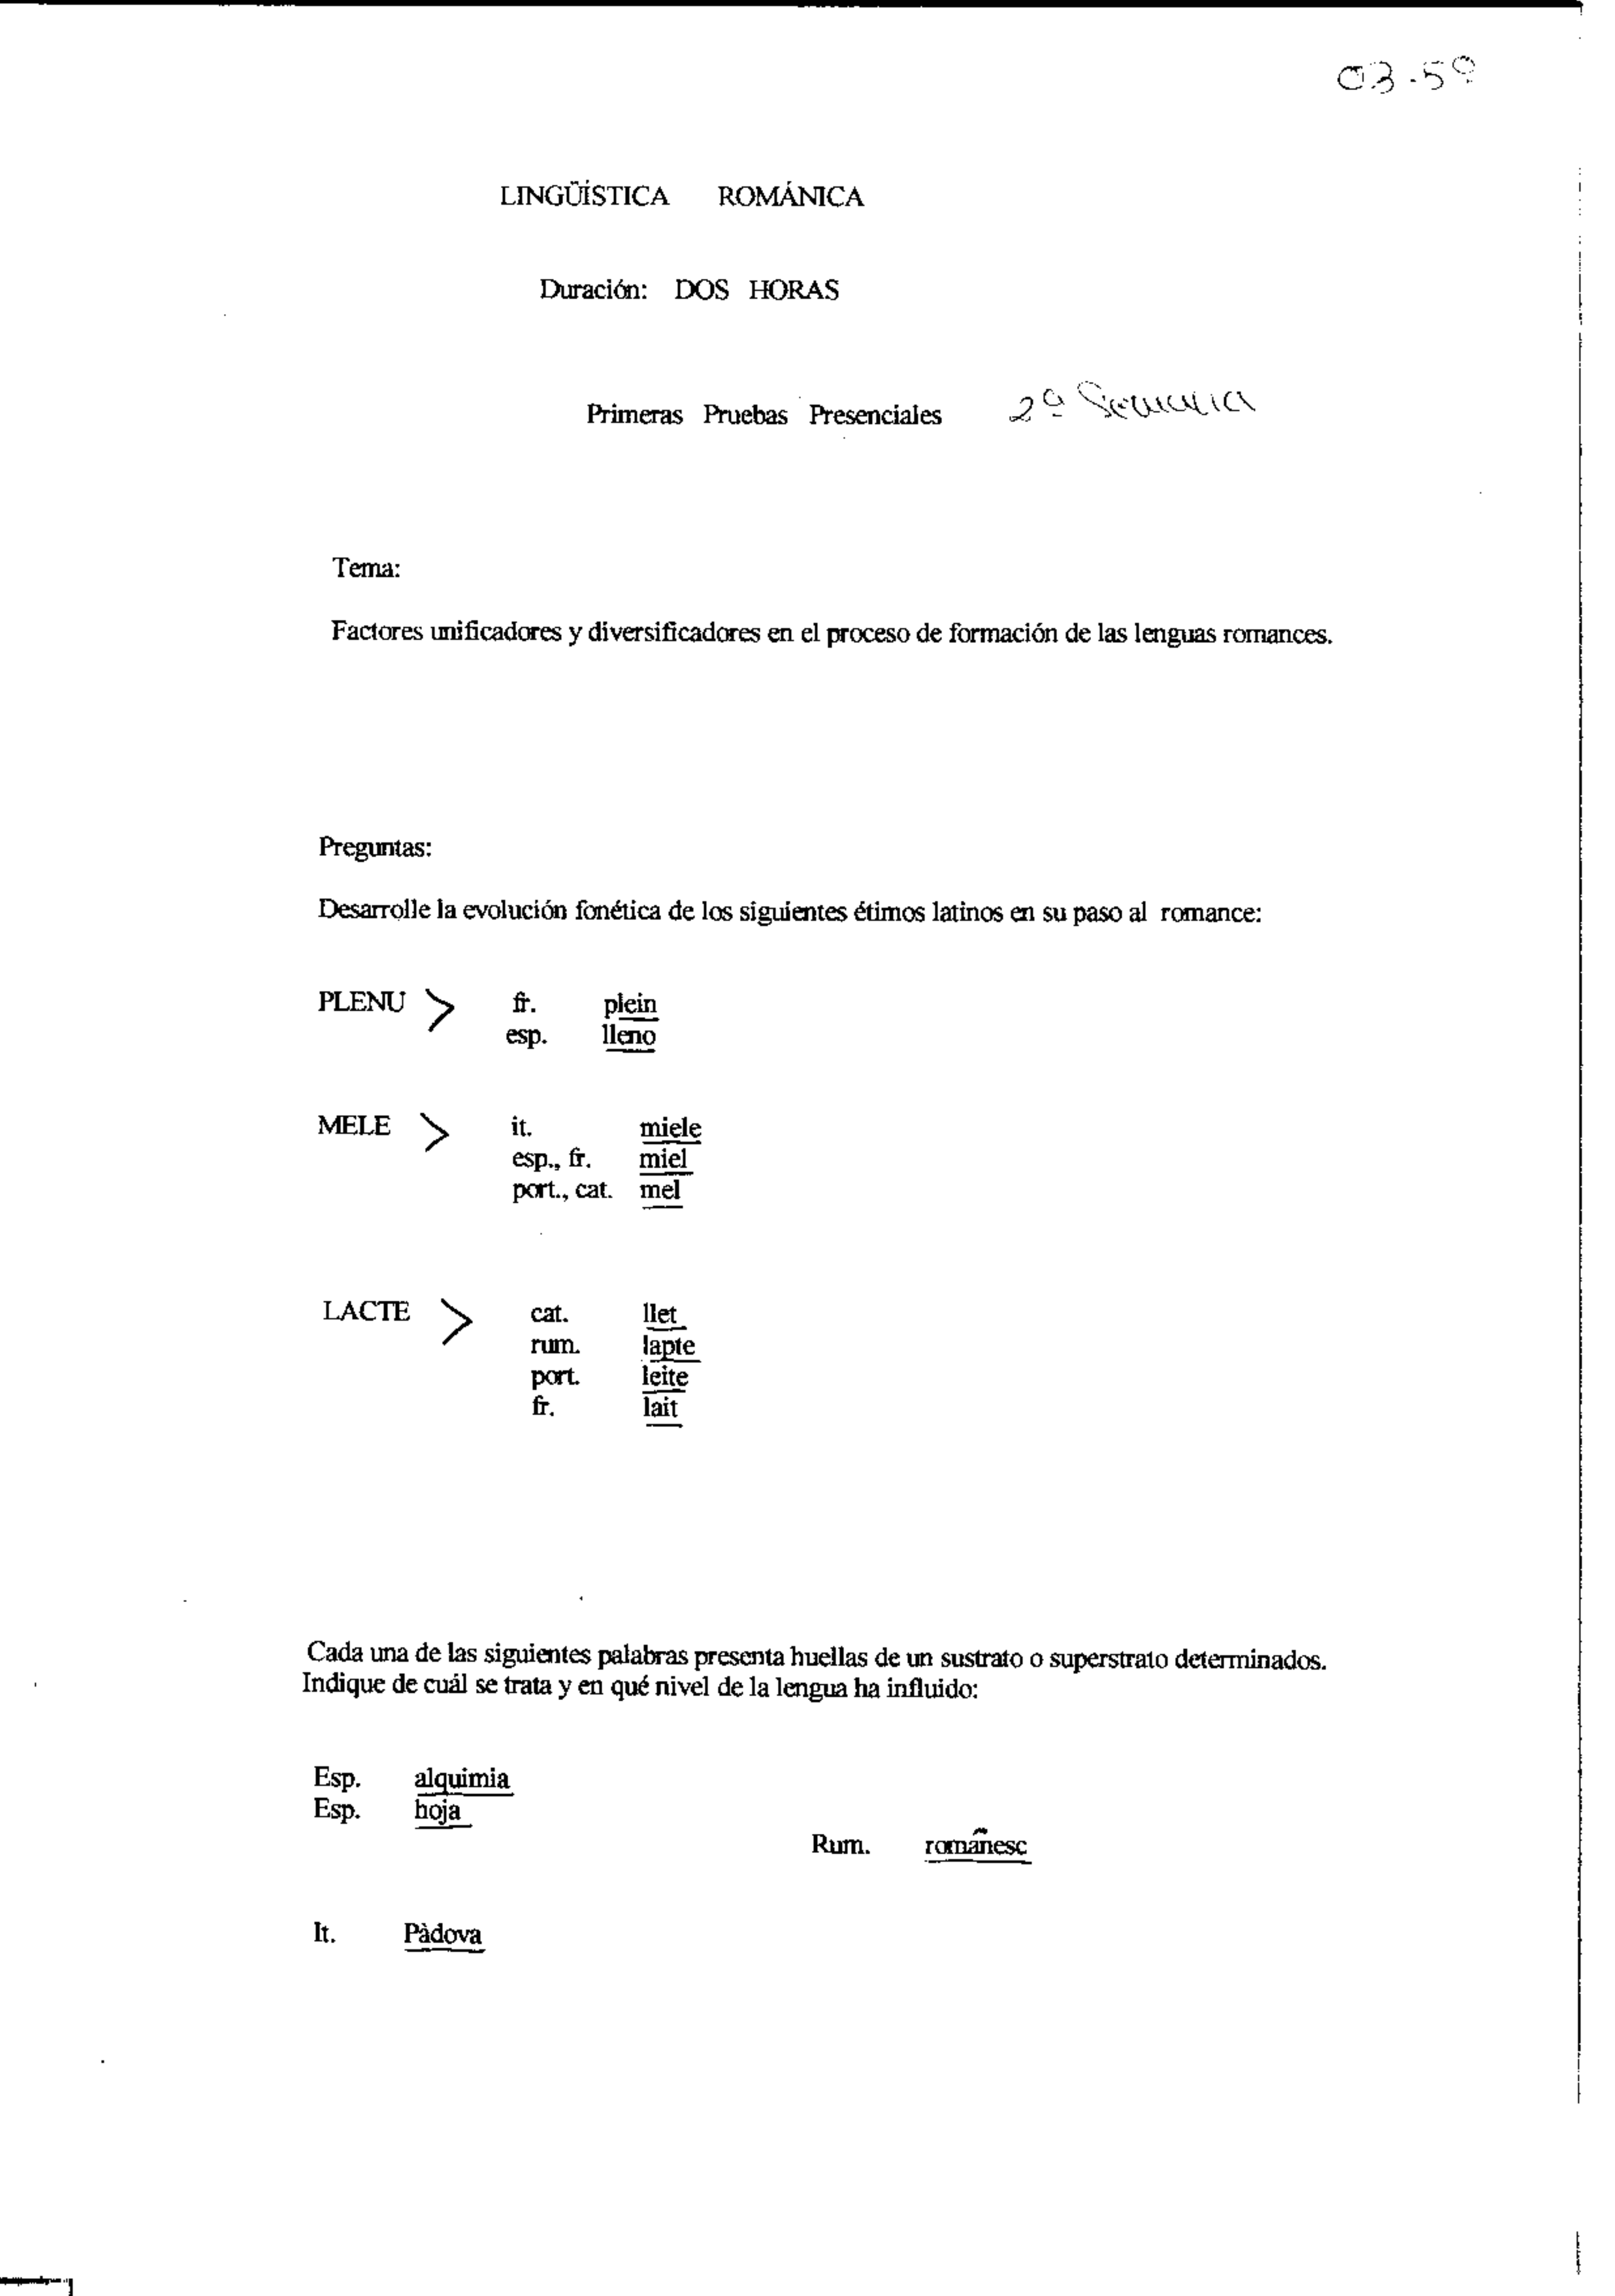 03.5º
LINGÜÍSTICA ROMÁNICA
Duración: DOS HORAS
Primeras Pruebas Presenciales 2ª Semana
Tema:
Factores unificadores y diversificadores en el proceso de formación de las lenguas romances.
Preguntas:
Desarrolle la evolución fonética de los siguientes étimos latinos en su paso al romance:
PLENU > fr. plein
esp. lleno
MELE > it. miele
esp., fr. miel
port., cat. mel
LACTE > cat. llet
rum. lapte
port. leite
fr. lait
Cada una de las siguientes palabras presenta huellas de un sustrato o superstrato determinados.
Indique de cuál se trata y en qué nivel de la lengua ha influido:
Esp. alquimia
Esp. hoja
Rum. românesc
It. Pàdova